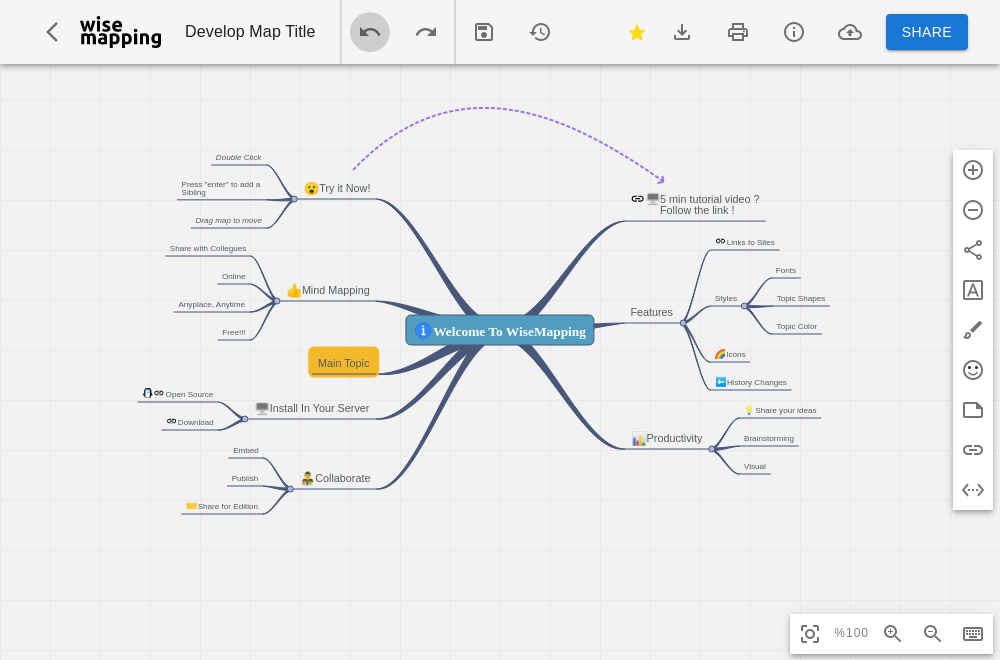 wise
mapping
Develop Map Title
SHARE
Double Click
Press "enter" to add a
Sibling
Drag map to move
😮Try it Now!
Share with Collegues
Online
Anyplace, Anytime
Free!!!
👍Mind Mapping
Main Topic
Open Source
Download
🖥️Install In Your Server
Embed
Publish
Share for Edition
Collaborate
Welcome To WiseMapping
🖥️5 min tutorial video ?
Follow the link !
Links to Sites
Fonts
Styles
Topic Shapes
Topic Color
Features
🌈Icons
⬅️History Changes
💡Share your ideas
Brainstorming
Visual
📊Productivity
%100